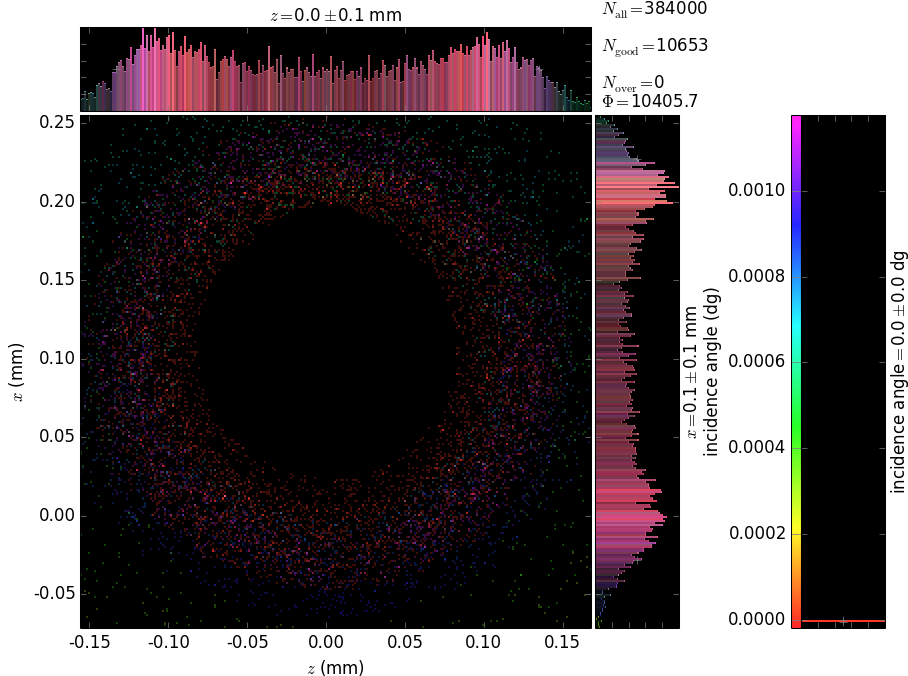 z=0.0±0.1 mm
N_all=384000
N_good=10653
N_over=0
Φ=10405.7
0.25
0.20
0.15
0.10
0.05
0.00
-0.05
x (mm)
-0.15
-0.10
-0.05
0.00
0.05
0.10
0.15
z (mm)
x=0.1±0.1 mm
incidence angle (dg)
0.0010
0.0008
0.0006
0.0004
0.0002
0.0000
incidence angle=0.0±0.0 dg